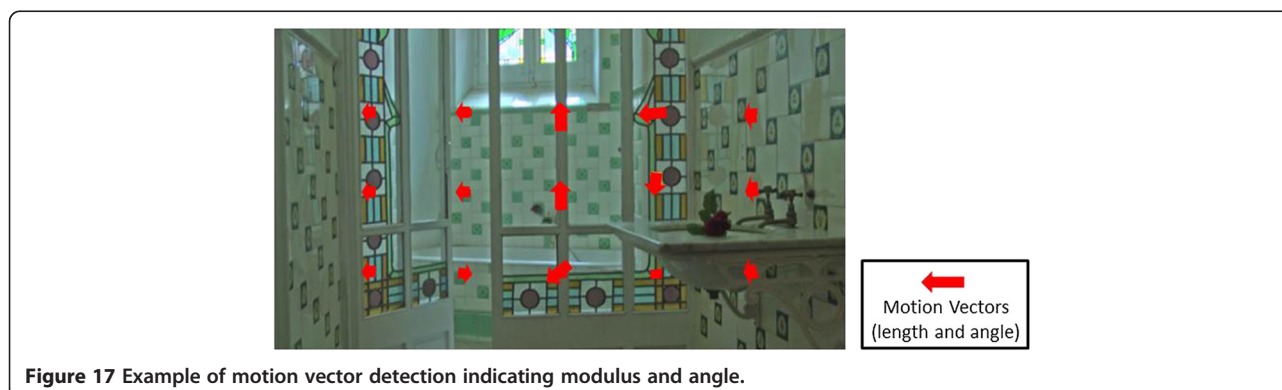 Motion Vectors
(length and angle)
Figure 17 Example of motion vector detection indicating modulus and angle.